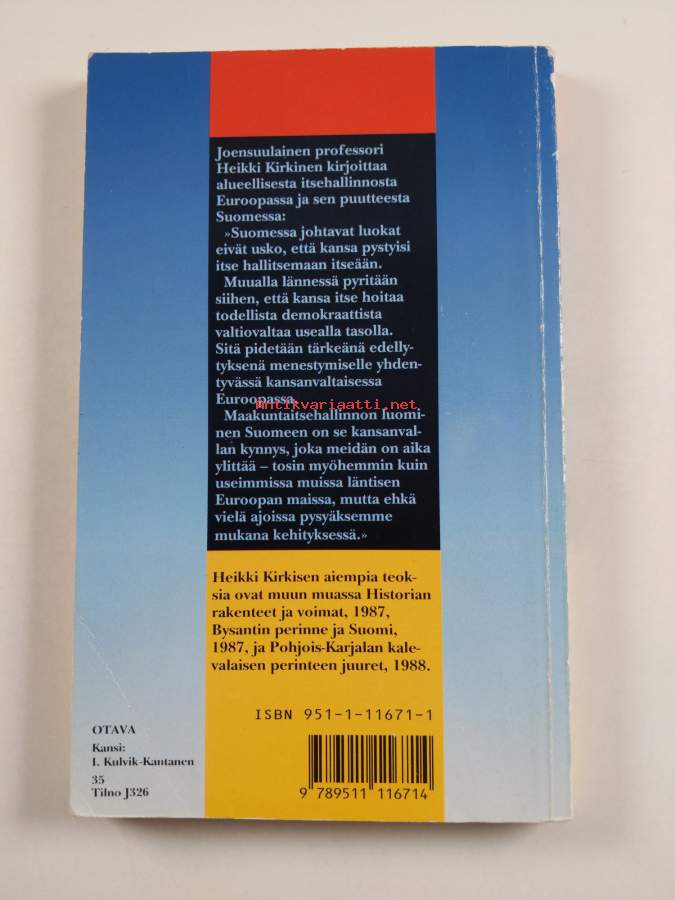 Joensuulainen professori
Heikki Kirkinen kirjoittaa
alueellisesta itsehallinnosta
Euroopassa ja sen puutteesta
Suomessa:
»Suomessa johtavat luokat
eivät usko, että kansa pystyisi
itse hallitsemaan itseään.
Muualla lännessä pyritään
siihen, että kansa itse hoitaa
todellista demokraattista
valtiovaltaa usealla tasolla.
Sitä pidetään tärkeänä edelly-
tyksenä menestymiselle yhden-
tyvässä kansanvaltaisessa
Euroopassa.
Antikvariaatti.net
Maakuntaitsehallinnon luomi-
nen Suomeen on se kansanval-
lan kynnys, joka meidän on aika
ylittää – tosin myöhemmin kuin
useimmissa muissa läntisen
Euroopan maissa, mutta ehkä
vielä ajoissa pysyäksemme
mukana kehityksessä.»
Heikki Kirkisen aiempia teok-
sia ovat muun muassa Historian
rakenteet ja voimat, 1987,
Bysantin perinne ja Suomi,
1987, ja Pohjois-Karjalan kale-
valaisen perinteen juuret, 1988.
ISBN 951-1-11671-1
9 789511 116714
OTAVA
Kansi:
I. Kulvik-Kantanen
35
Tilno J326